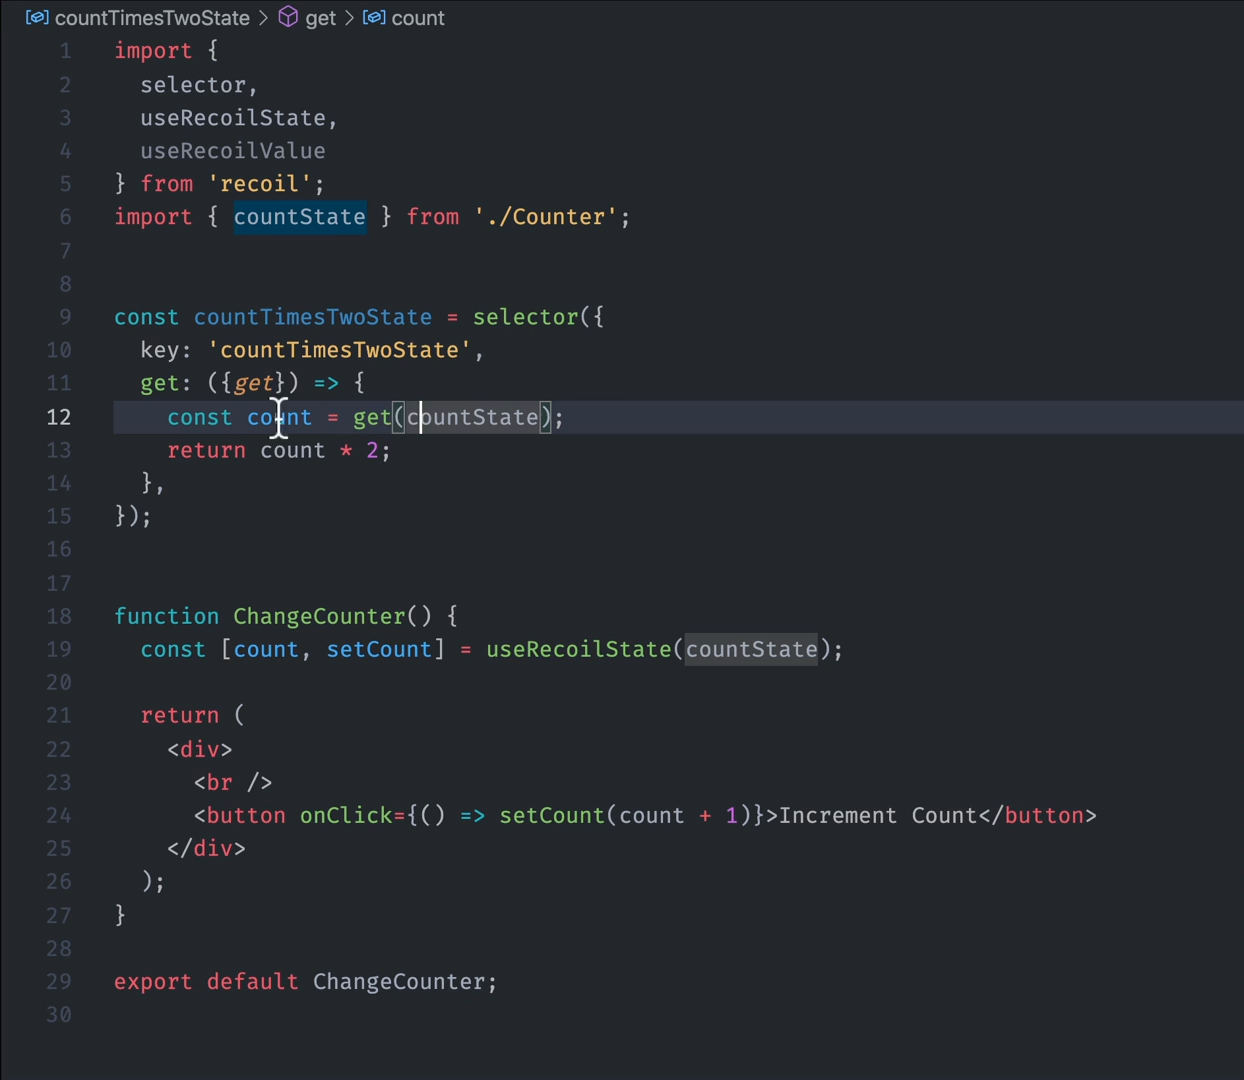 countTimesTwoState > get > count
1 import {
2   selector,
3   useRecoilState,
4   useRecoilValue
5 } from 'recoil';
6 import { countState } from './Counter';
7
8
9 const countTimesTwoState = selector({
10   key: 'countTimesTwoState',
11   get: ({get}) => {
12     const count = get(countState);
13     return count * 2;
14   },
15 });
16
17
18 function ChangeCounter() {
19   const [count, setCount] = useRecoilState(countState);
20
21   return (
22     <div>
23       <br />
24       <button onClick={() => setCount(count + 1)}>Increment Count</button>
25     </div>
26   );
27 }
28
29 export default ChangeCounter;
30